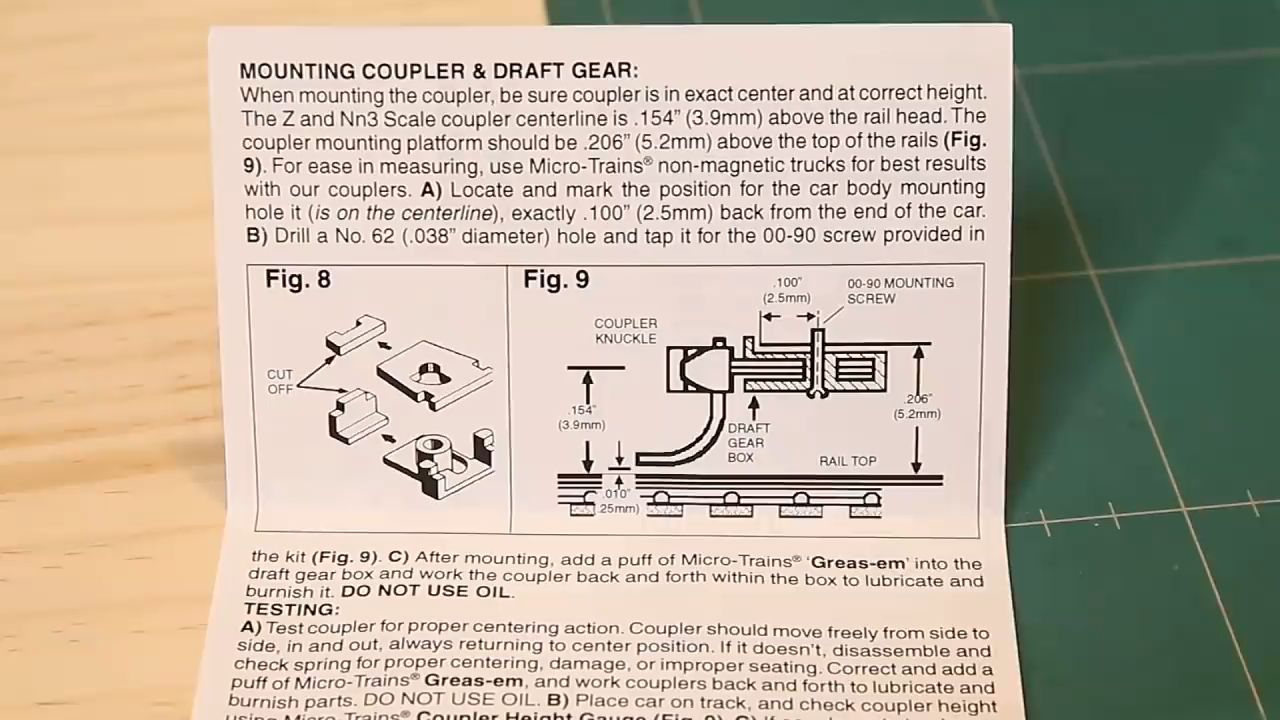 MOUNTING COUPLER & DRAFT GEAR:
When mounting the coupler, be sure coupler is in exact center and at correct height.
The Z and Nn3 Scale coupler centerline is .154” (3.9mm) above the rail head. The
coupler mounting platform should be .206” (5.2mm) above the top of the rails (Fig.
9). For ease in measuring, use Micro-Trains® non-magnetic trucks for best results
with our couplers. A) Locate and mark the position for the car body mounting
hole it (is on the centerline), exactly .100” (2.5mm) back from the end of the car.
B) Drill a No. 62 (.038” diameter) hole and tap it for the 00-90 screw provided in
Fig. 8
CUT
OFF
Fig. 9
.100”
(2.5mm)
00-90 MOUNTING
SCREW
COUPLER
KNUCKLE
.154”
(3.9mm)
.206”
(5.2mm)
DRAFT
GEAR
BOX
RAIL TOP
.010”
.25mm)
the kit (Fig. 9). C) After mounting, add a puff of Micro-Trains® ‘Greas-em’ into the
draft gear box and work the coupler back and forth within the box to lubricate and
burnish it. DO NOT USE OIL.
TESTING:
A) Test coupler for proper centering action. Coupler should move freely from side to
side, in and out, always returning to center position. If it doesn’t, disassemble and
check spring for proper centering, damage, or improper seating. Correct and add a
puff of Micro-Trains® Greas-em, and work couplers back and forth to lubricate and
burnish parts. DO NOT USE OIL. B) Place car on track, and check coupler height
using Micro-Trains® Coupler Height Gauge (Fig. 9). C) If